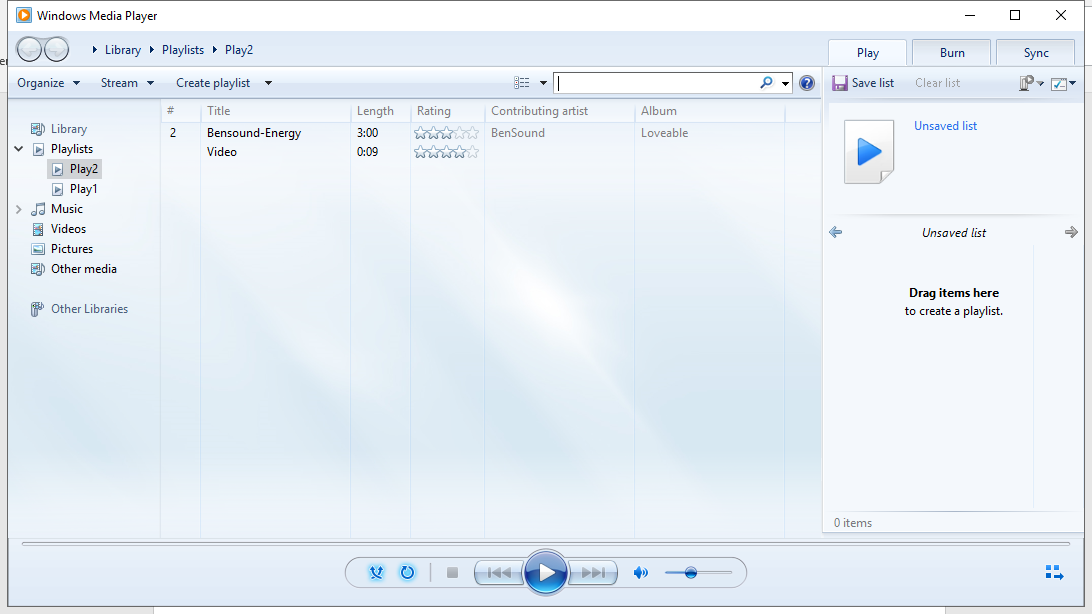 Windows Media Player
Library Playlists Play2
Play Burn Sync
Organize Stream Create playlist
Save list Clear list
# Title Length Rating Contributing artist Album
2 Bensound-Energy 3:00 BenSound Loveable
Video 0:09
Library
Playlists
Play2
Play1
Music
Videos
Pictures
Other media
Other Libraries
Unsaved list
Unsaved list
Drag items here
to create a playlist.
0 items